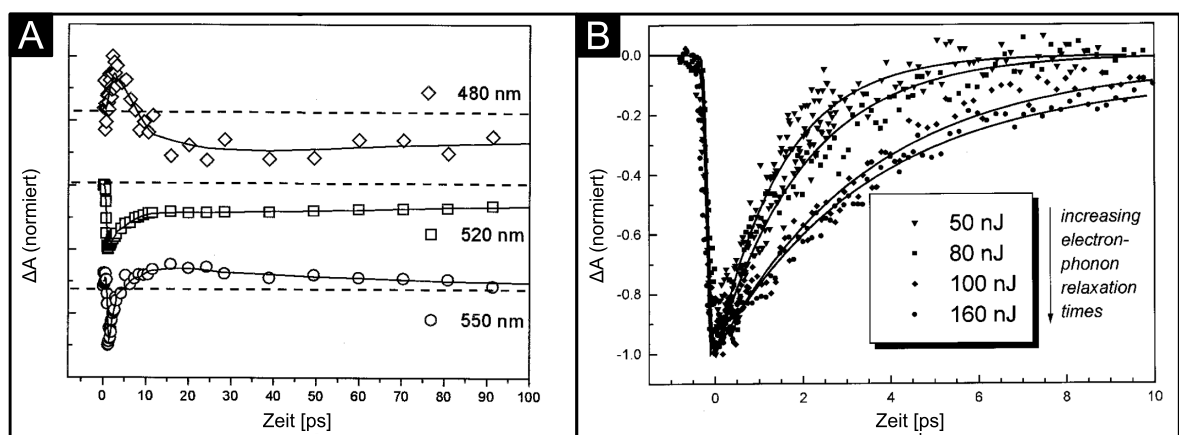 A
480 nm
520 nm
550 nm
ΔA (normiert)
0 10 20 30 40 50 60 70 80 90 100
Zeit [ps]
B
0.0
-0.2
-0.4
-0.6
-0.8
-1.0
ΔA (normiert)
50 nJ
80 nJ
100 nJ
160 nJ
increasing
electron-
phonon
relaxation
times
0 2 4 6 8 10
Zeit [ps]